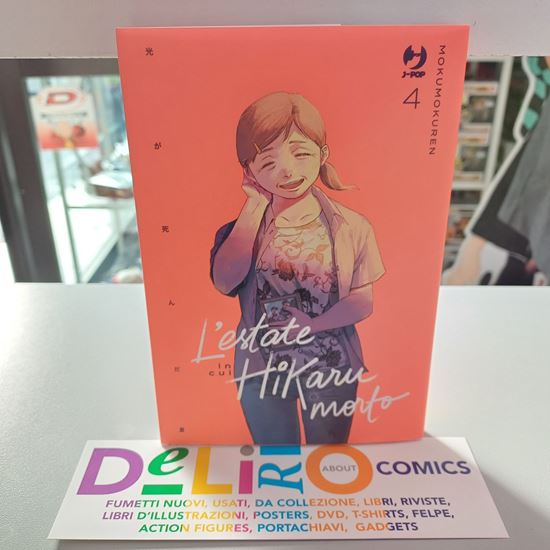 光が死んだ夏
J-POP
4
MOKUMOKUREN
L'estate
in cui
HiKaru
morto
DeLiRiO ABOUT COMICS
FUMETTI NUOVI, USATI, DA COLLEZIONE, LIBRI, RIVISTE,
LIBRI D'ILLUSTRAZIONI, POSTERS, DVD, T-SHIRTS, FELPE,
ACTION FIGURES, PORTACHIAVI, GADGETS